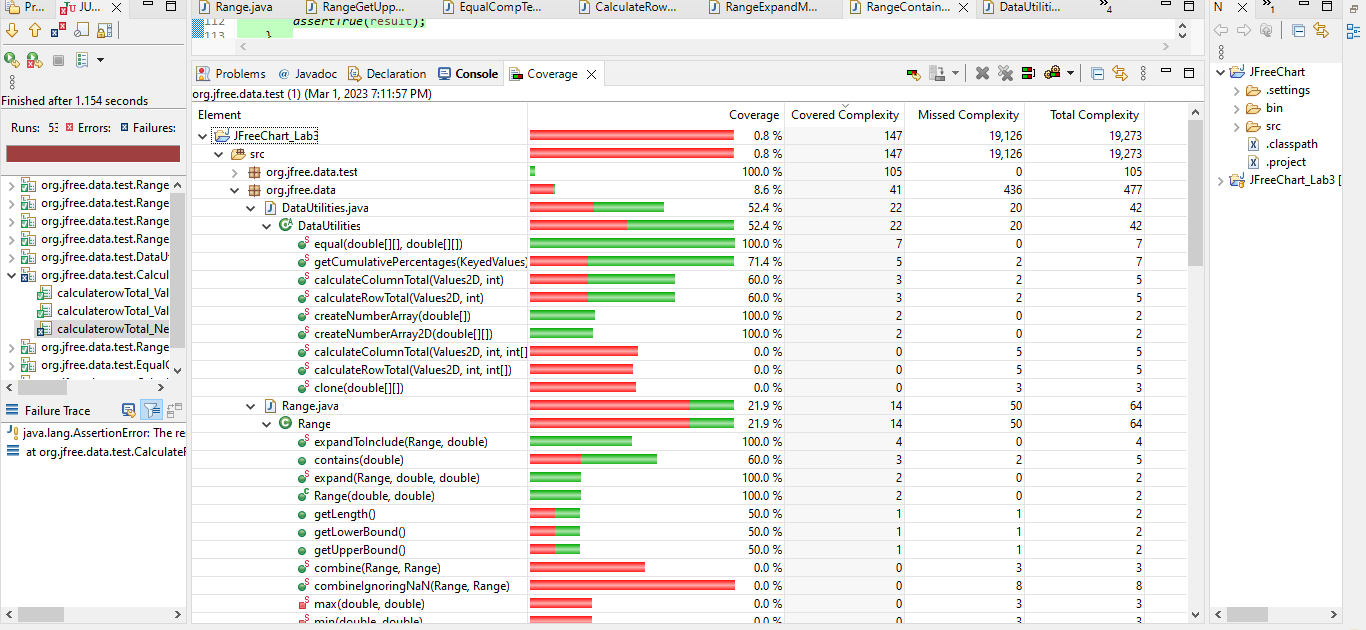 Pr... JU...
Finished after 1.154 seconds
Runs: 53 Errors: Failures:
org.jfree.data.test.Range
org.jfree.data.test.Range
org.jfree.data.test.Range
org.jfree.data.test.Range
org.jfree.data.test.DataU
org.jfree.data.test.Calcul
calculaterowTotal_Val
calculaterowTotal_Val
calculaterowTotal_Ne
org.jfree.data.test.Range
org.jfree.data.test.EqualC
Failure Trace
java.lang.AssertionError: The re
at org.jfree.data.test.Calculate
Range.java RangeGetUpp... EqualCompTe... CalculateRow... RangeExpandM... RangeContain... DataUtiliti... »4
112 assertTrue(result);
113 }
Problems @ Javadoc Declaration Console Coverage
org.jfree.data.test (1) (Mar 1, 2023 7:11:57 PM)
Element Coverage Covered Complexity Missed Complexity Total Complexity
JFreeChart_Lab3 0.8 % 147 19,126 19,273
src 0.8 % 147 19,126 19,273
org.jfree.data.test 100.0 % 105 0 105
org.jfree.data 8.6 % 41 436 477
DataUtilities.java 52.4 % 22 20 42
DataUtilities 52.4 % 22 20 42
equal(double[][], double[][]) 100.0 % 7 0 7
getCumulativePercentages(KeyedValues) 71.4 % 5 2 7
calculateColumnTotal(Values2D, int) 60.0 % 3 2 5
calculateRowTotal(Values2D, int) 60.0 % 3 2 5
createNumberArray(double[]) 100.0 % 2 0 2
createNumberArray2D(double[][]) 100.0 % 2 0 2
calculateColumnTotal(Values2D, int, int[] 0.0 % 0 5 5
calculateRowTotal(Values2D, int, int[]) 0.0 % 0 5 5
clone(double[][]) 0.0 % 0 3 3
Range.java 21.9 % 14 50 64
Range 21.9 % 14 50 64
expandToInclude(Range, double) 100.0 % 4 0 4
contains(double) 60.0 % 3 2 5
expand(Range, double, double) 100.0 % 2 0 2
Range(double, double) 100.0 % 2 0 2
getLength() 50.0 % 1 1 2
getLowerBound() 50.0 % 1 1 2
getUpperBound() 50.0 % 1 1 2
combine(Range, Range) 0.0 % 0 3 3
combineIgnoringNaN(Range, Range) 0.0 % 0 8 8
max(double, double) 0.0 % 0 3 3
min(double, double) 0.0 % 0 3 3
N »1
JFreeChart
.settings
bin
src
.classpath
.project
JFreeChart_Lab3 [